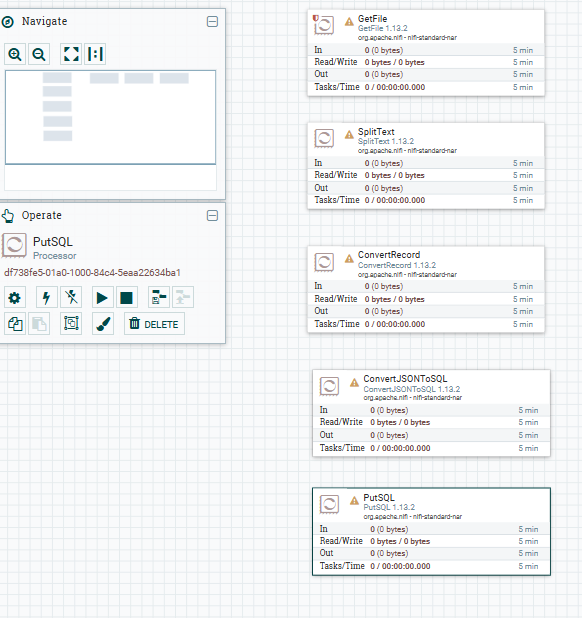 Navigate
Operate
PutSQL
Processor
df738fe5-01a0-1000-84c4-5eaa22634ba1
DELETE
GetFile
GetFile 1.13.2
org.apache.nifi - nifi-standard-nar
In 0 (0 bytes) 5 min
Read/Write 0 bytes / 0 bytes 5 min
Out 0 (0 bytes) 5 min
Tasks/Time 0 / 00:00:00.000 5 min
SplitText
SplitText 1.13.2
org.apache.nifi - nifi-standard-nar
In 0 (0 bytes) 5 min
Read/Write 0 bytes / 0 bytes 5 min
Out 0 (0 bytes) 5 min
Tasks/Time 0 / 00:00:00.000 5 min
ConvertRecord
ConvertRecord 1.13.2
org.apache.nifi - nifi-standard-nar
In 0 (0 bytes) 5 min
Read/Write 0 bytes / 0 bytes 5 min
Out 0 (0 bytes) 5 min
Tasks/Time 0 / 00:00:00.000 5 min
ConvertJSONToSQL
ConvertJSONToSQL 1.13.2
org.apache.nifi - nifi-standard-nar
In 0 (0 bytes) 5 min
Read/Write 0 bytes / 0 bytes 5 min
Out 0 (0 bytes) 5 min
Tasks/Time 0 / 00:00:00.000 5 min
PutSQL
PutSQL 1.13.2
org.apache.nifi - nifi-standard-nar
In 0 (0 bytes) 5 min
Read/Write 0 bytes / 0 bytes 5 min
Out 0 (0 bytes) 5 min
Tasks/Time 0 / 00:00:00.000 5 min